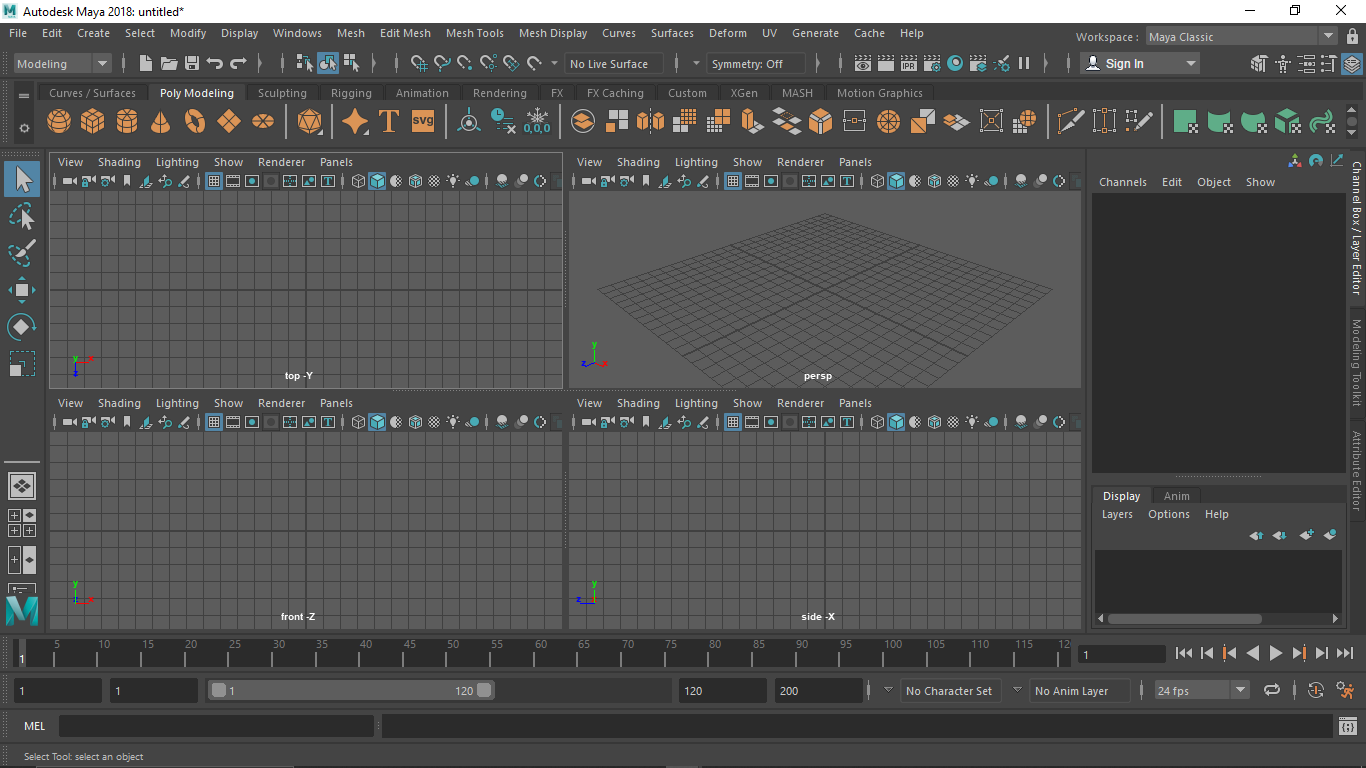 Autodesk Maya 2018: untitled*
File Edit Create Select Modify Display Windows Mesh Edit Mesh Mesh Tools Mesh Display Curves Surfaces Deform UV Generate Cache Help
Workspace : Maya Classic
Modeling No Live Surface Symmetry: Off IPR Sign In
Curves / Surfaces Poly Modeling Sculpting Rigging Animation Rendering FX FX Caching Custom XGen MASH Motion Graphics
T SVG 0,0,0
View Shading Lighting Show Renderer Panels
top -Y
y x z
View Shading Lighting Show Renderer Panels
persp
y z x
View Shading Lighting Show Renderer Panels
front -Z
y z x
View Shading Lighting Show Renderer Panels
side -X
y z
Channels Edit Object Show
Channel Box / Layer Editor
Modeling Toolkit
Attribute Editor
Display Anim
Layers Options Help
5 10 15 20 25 30 35 40 45 50 55 60 65 70 75 80 85 90 95 100 105 110 115 120
1
1
1 1 1 120 120 200 No Character Set No Anim Layer 24 fps
MEL
Select Tool: select an object